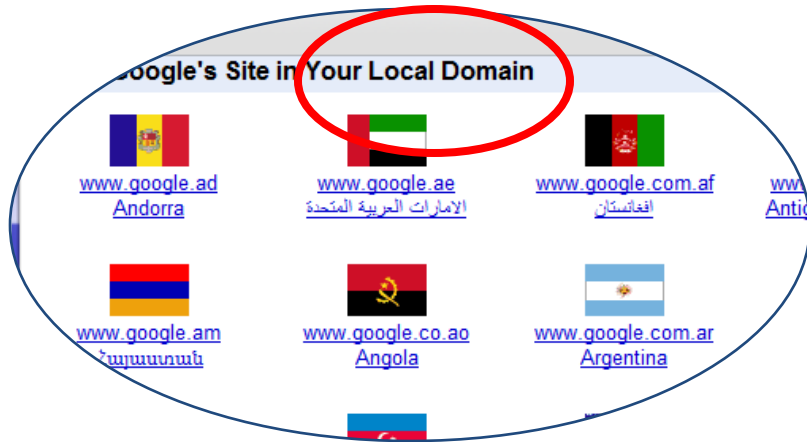 Google's Site in Your Local Domain
www.google.ad
www.google.ae
www.google.com.af
Andorra
الامارات العربية المتحدة
افغانستان
www.google.am
www.google.co.ao
www.google.com.ar
Հայաստան
Angola
Argentina